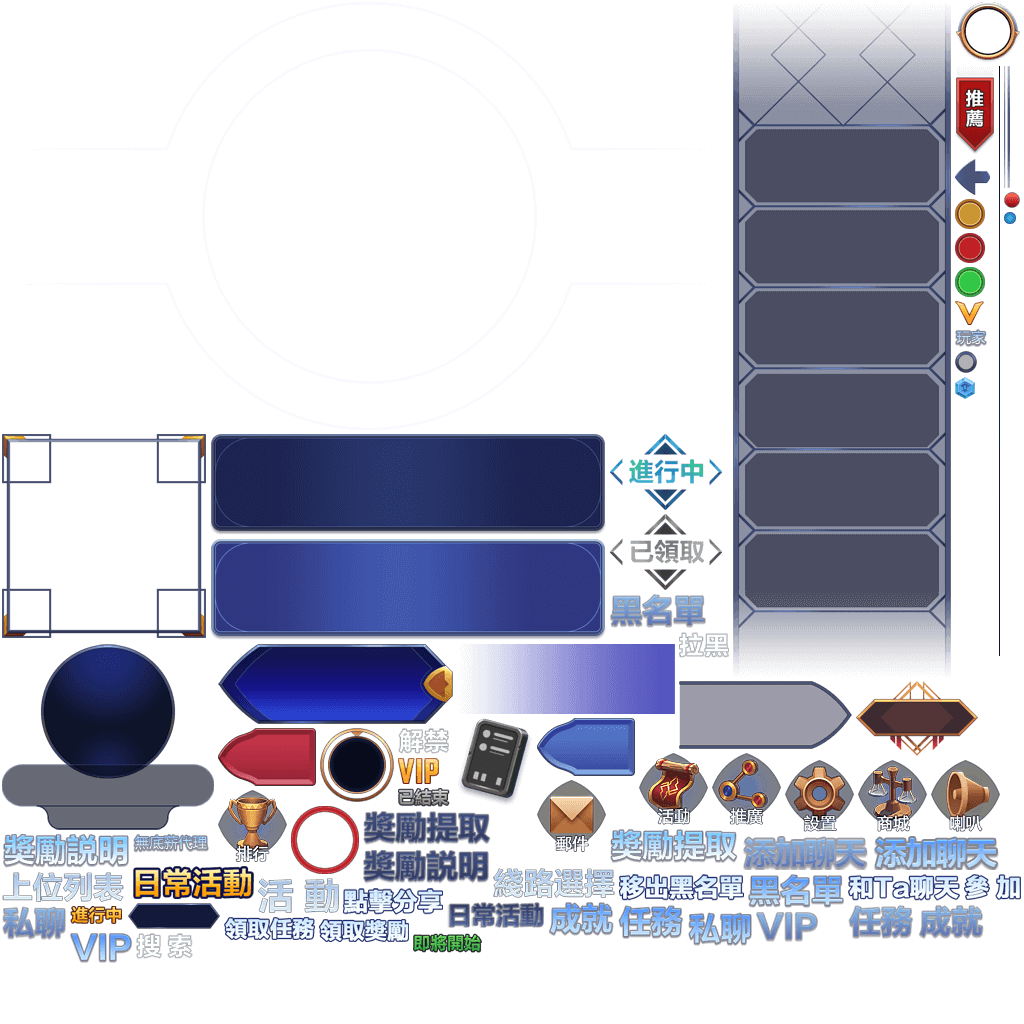 推薦
玩家
進行中
已領取
黑名單
拉黑
解禁
VIP
已結束
活動
推廣
設置
商城
喇叭
排行
郵件
獎勵提取
獎勵説明
獎勵説明
獎勵提取
添加聊天
添加聊天
上位列表
日常活動
活 動
點擊分享
綫路選擇
移出黑名單
黑名單
和Ta聊天
參 加
私聊
進行中
領取任務
領取獎勵
日常活動
成就
任務
私聊
VIP
任務
成就
VIP
搜 索
即將開始